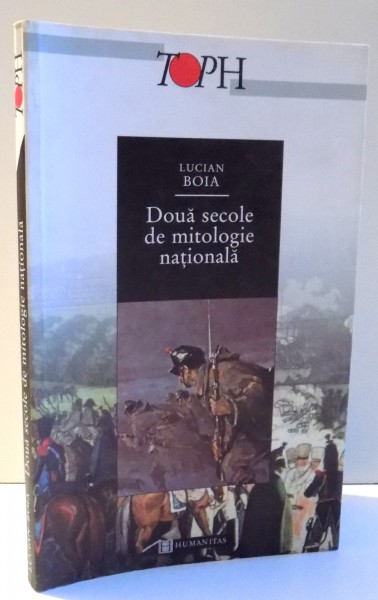 TOPH
LUCIAN
BOIA
Două secole
de mitologie
națională
HUMANITAS
TOPH
Două secole de mitologie națională